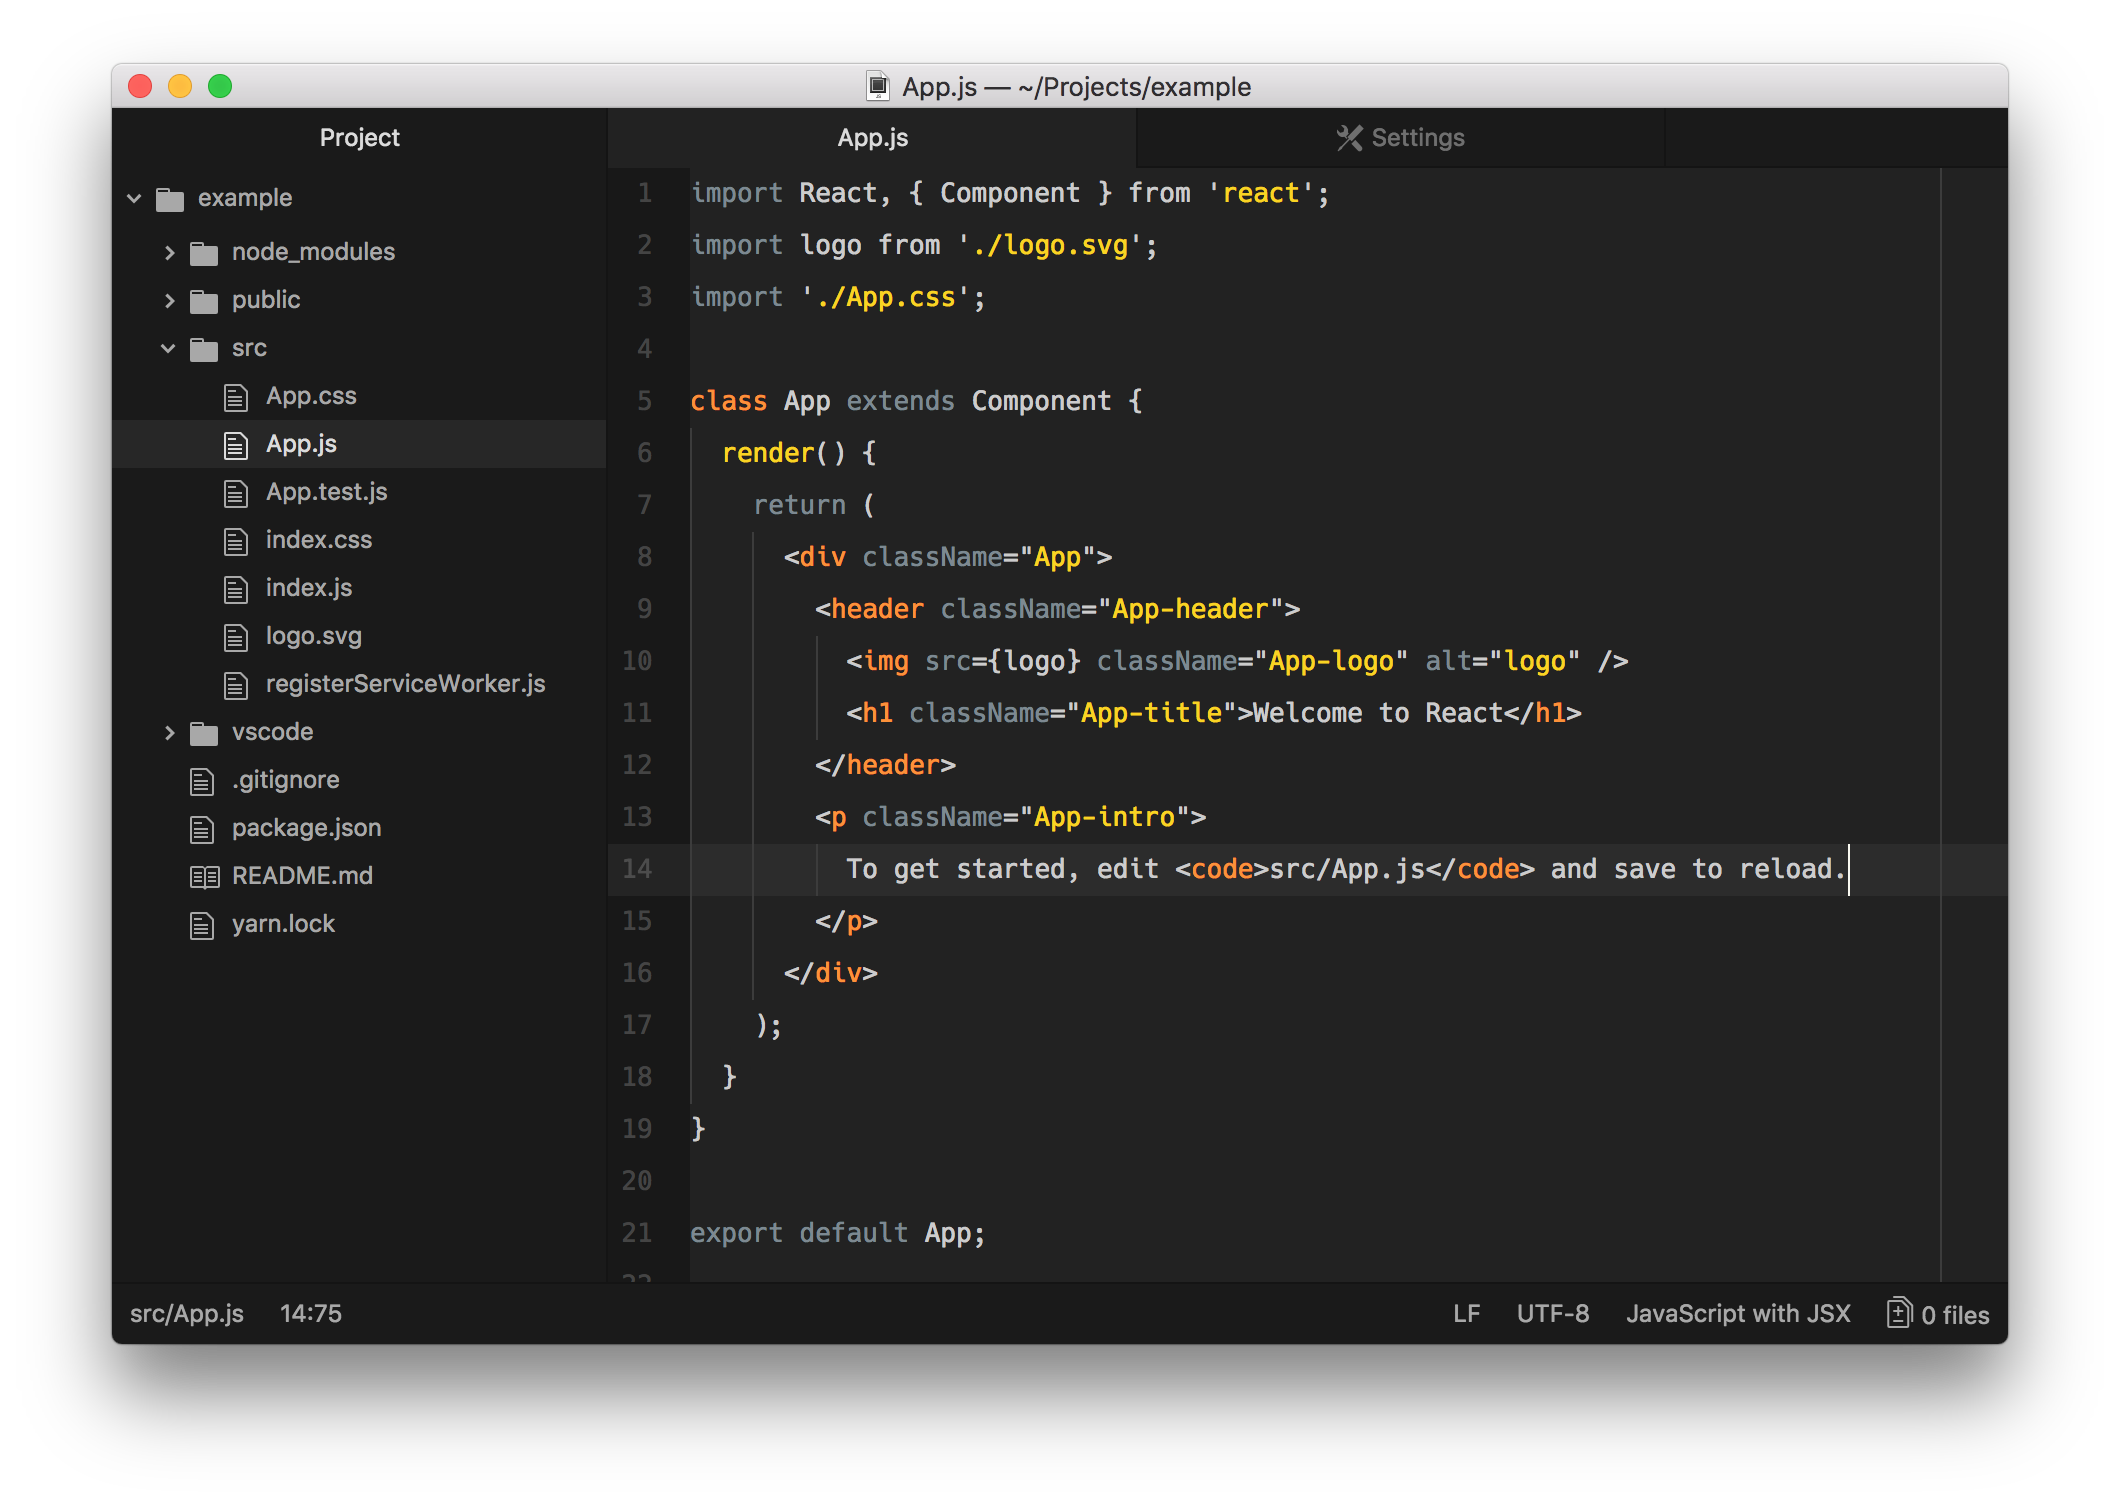 App.js — ~/Projects/example
Project
example
node_modules
public
src
App.css
App.js
App.test.js
index.css
index.js
logo.svg
registerServiceWorker.js
vscode
.gitignore
package.json
README.md
yarn.lock
App.js
Settings
1 import React, { Component } from 'react';
2 import logo from './logo.svg';
3 import './App.css';
4
5 class App extends Component {
6   render() {
7     return (
8       <div className="App">
9         <header className="App-header">
10           <img src={logo} className="App-logo" alt="logo" />
11           <h1 className="App-title">Welcome to React</h1>
12         </header>
13         <p className="App-intro">
14           To get started, edit <code>src/App.js</code> and save to reload.
15         </p>
16       </div>
17     );
18   }
19 }
20
21 export default App;
src/App.js 14:75
LF UTF-8 JavaScript with JSX 0 files